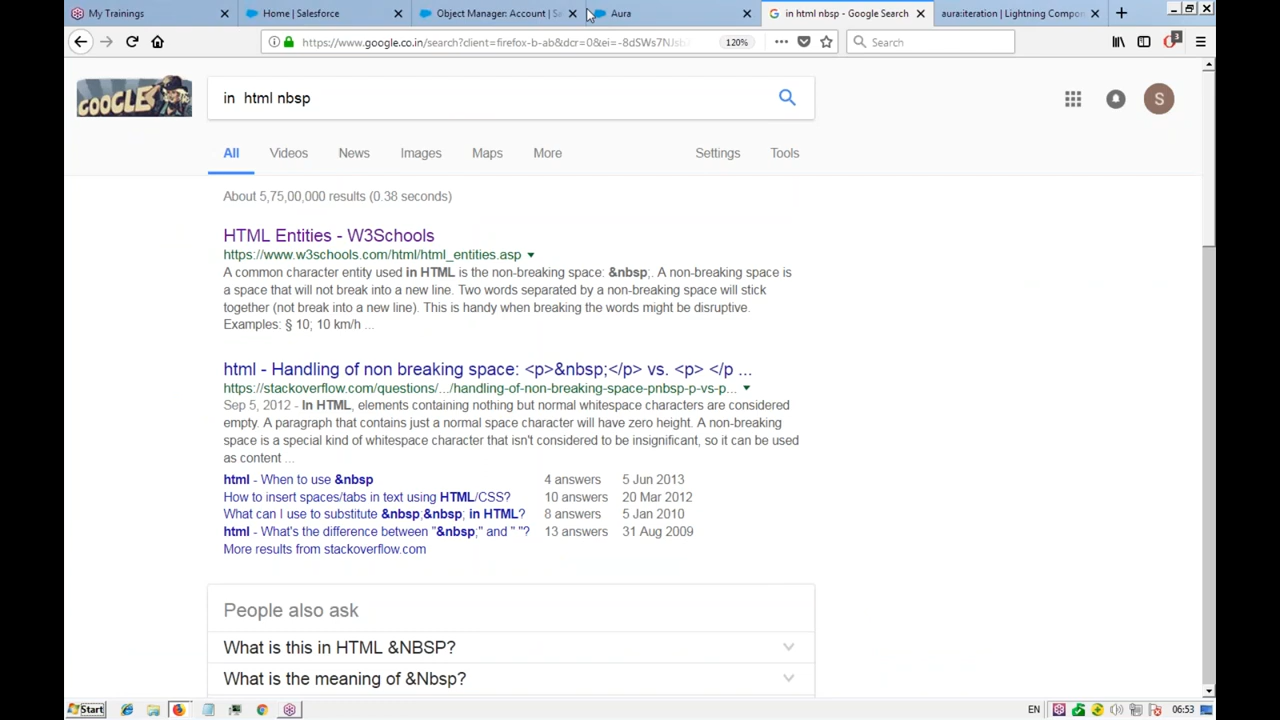 My Trainings
Home | Salesforce
Object Manager: Account | Sa
Aura
in html nbsp - Google Search
aura:iteration | Lightning Compon
https://www.google.co.in/search?client=firefox-b-ab&dcr=0&ei=-8dSWs7NJsb
120%
Search
3
GOOGLE
in  html nbsp
S
All
Videos
News
Images
Maps
More
Settings
Tools
About 5,75,00,000 results (0.38 seconds)
HTML Entities - W3Schools
https://www.w3schools.com/html/html_entities.asp
A common character entity used in HTML is the non-breaking space: &nbsp;. A non-breaking space is
a space that will not break into a new line. Two words separated by a non-breaking space will stick
together (not break into a new line). This is handy when breaking the words might be disruptive.
Examples: § 10; 10 km/h ...
html - Handling of non breaking space: <p>&nbsp;</p> vs. <p> </p ...
https://stackoverflow.com/questions/.../handling-of-non-breaking-space-pnbsp-p-vs-p...
Sep 5, 2012 - In HTML, elements containing nothing but normal whitespace characters are considered
empty. A paragraph that contains just a normal space character will have zero height. A non-breaking
space is a special kind of whitespace character that isn't considered to be insignificant, so it can be used
as content ...
html - When to use &nbsp 4 answers 5 Jun 2013
How to insert spaces/tabs in text using HTML/CSS? 10 answers 20 Mar 2012
What can I use to substitute &nbsp;&nbsp; in HTML? 8 answers 5 Jan 2010
html - What's the difference between "&nbsp;" and " "? 13 answers 31 Aug 2009
More results from stackoverflow.com
People also ask
What is this in HTML &NBSP?
What is the meaning of &Nbsp?
Start
EN
06:53